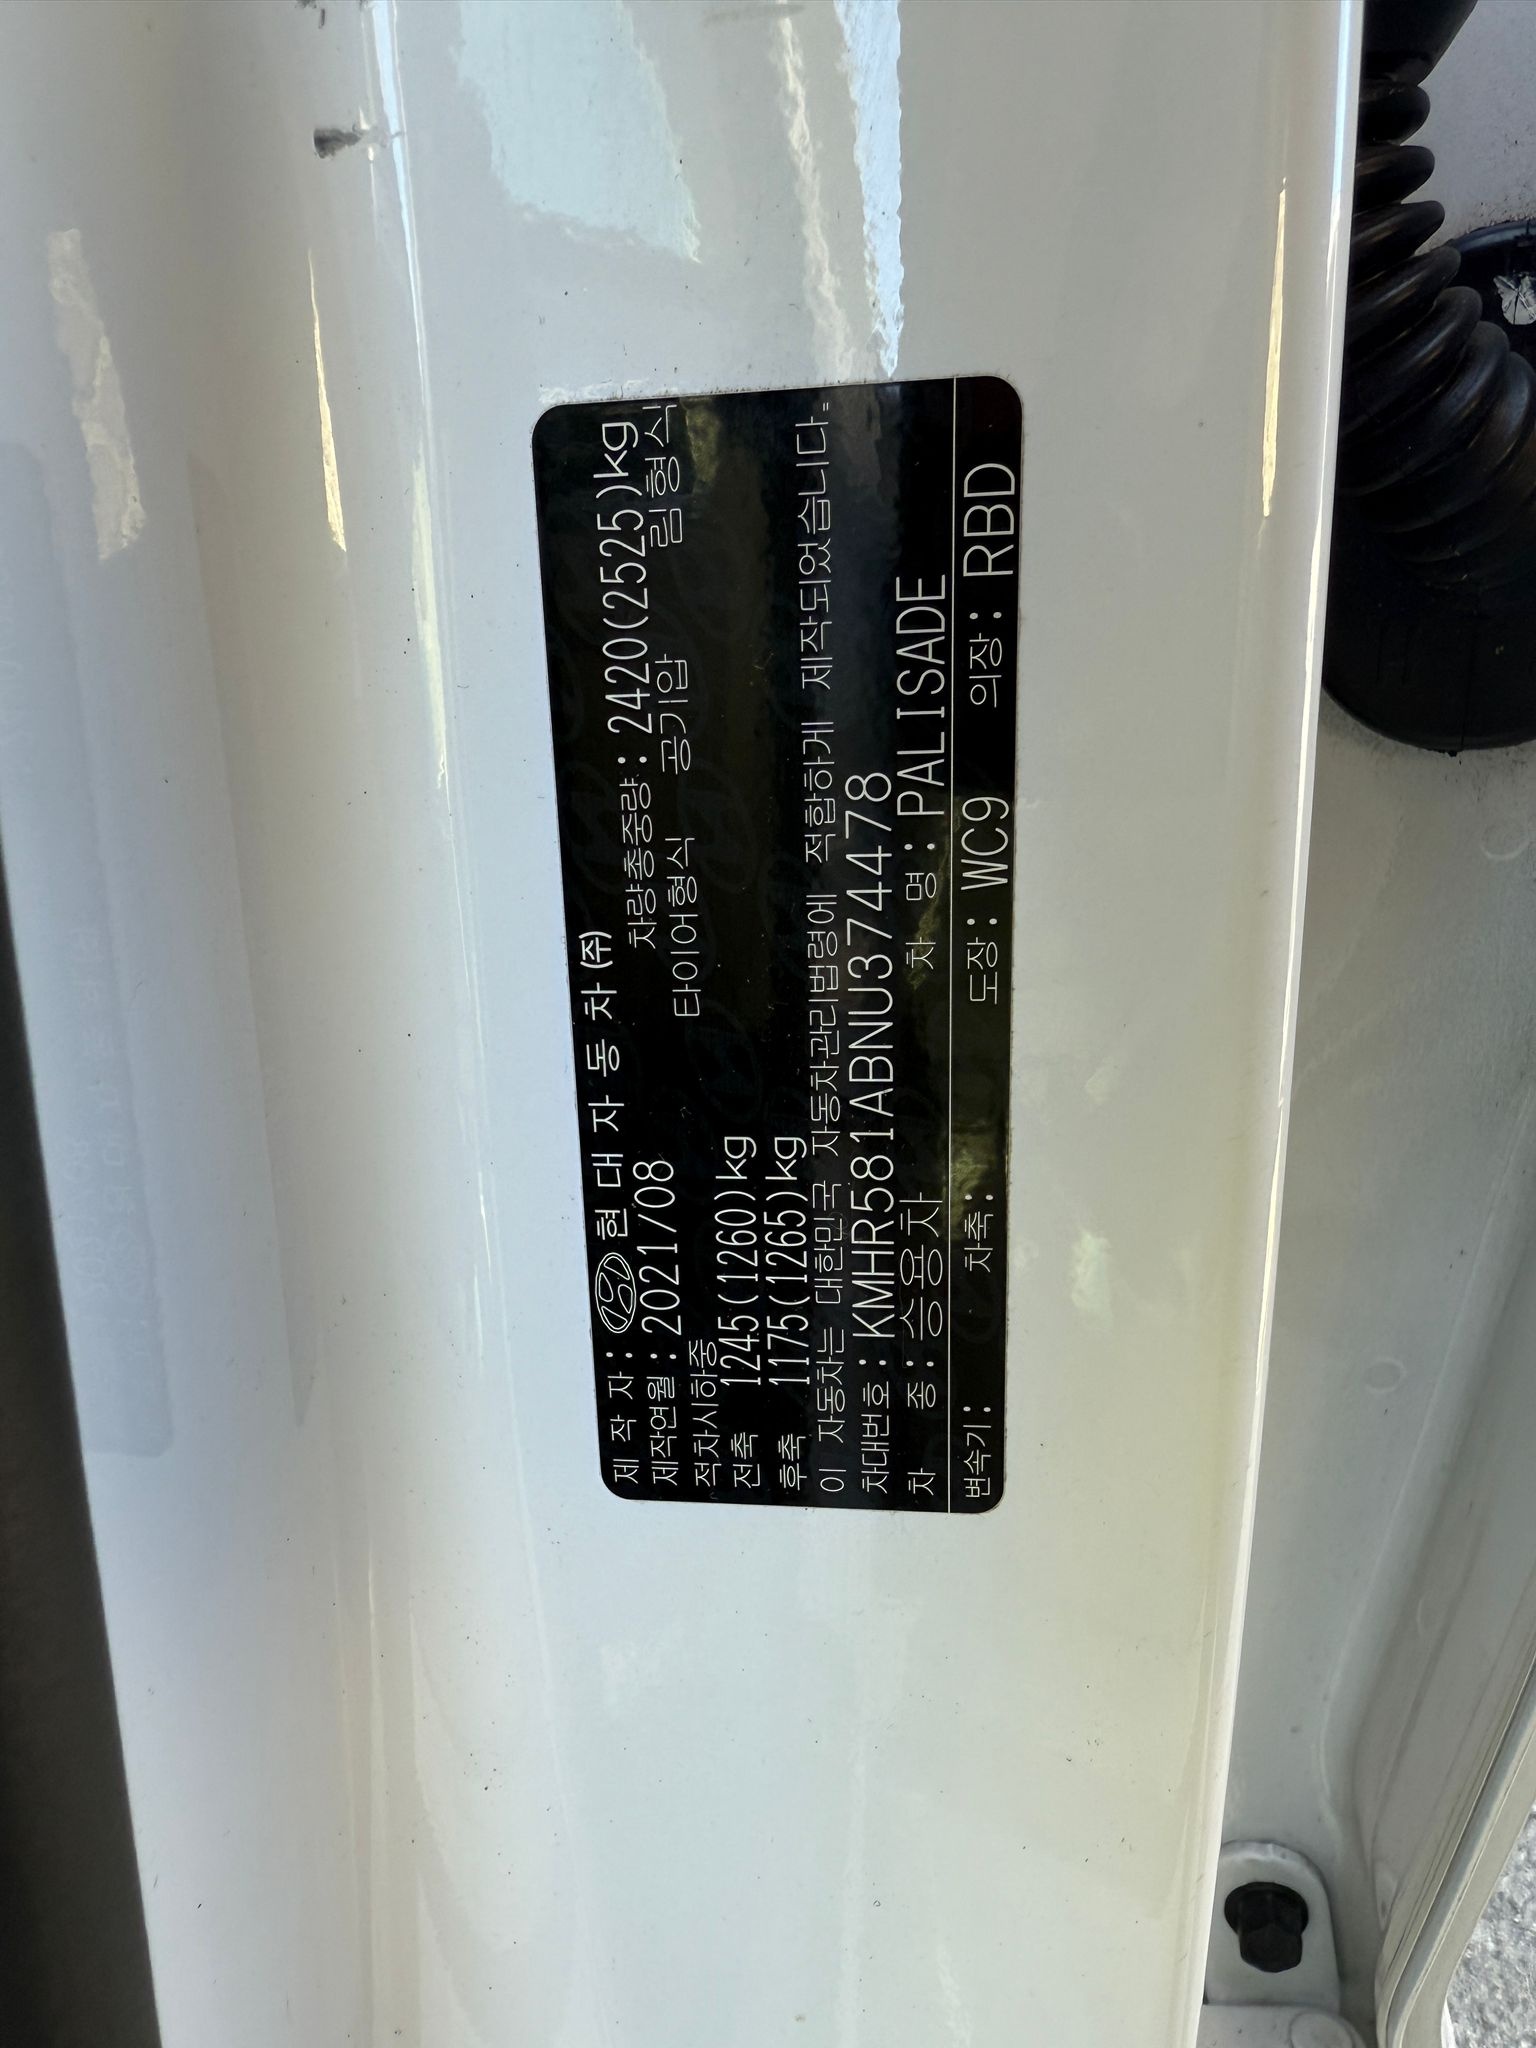 제 작 자 : 현 대 자 동 차 (주)
제작연월 : 2021/08 차량총중량 : 2420(2525)kg
적차시하중 타이어형식 공기압 림형식
전축 1245(1260)kg
후축 1175(1265)kg
이 자동차는 대한민국 자동차관리법령에 적합하게 제작되었습니다.
차대번호 : KMHR581ABNU374478
차 종 : 승용차 차 명 : PALISADE
변속기 : 차축 : 도장 : WC9 의장 : RBD